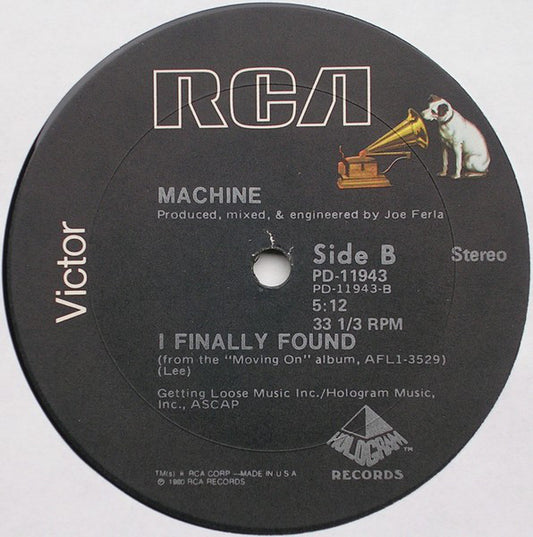 RCA
Victor
MACHINE
Produced, mixed, & engineered by Joe Ferla
Side B
Stereo
PD-11943
PD-11943-B
5:12
33 1/3 RPM
I FINALLY FOUND
(from the "Moving On" album, AFL1-3529)
(Lee)
Getting Loose Music Inc./Hologram Music,
Inc., ASCAP
HOLOGRAM™
RECORDS
TM(s) ® RCA CORP —MADE IN U S A
℗ 1980 RCA RECORDS